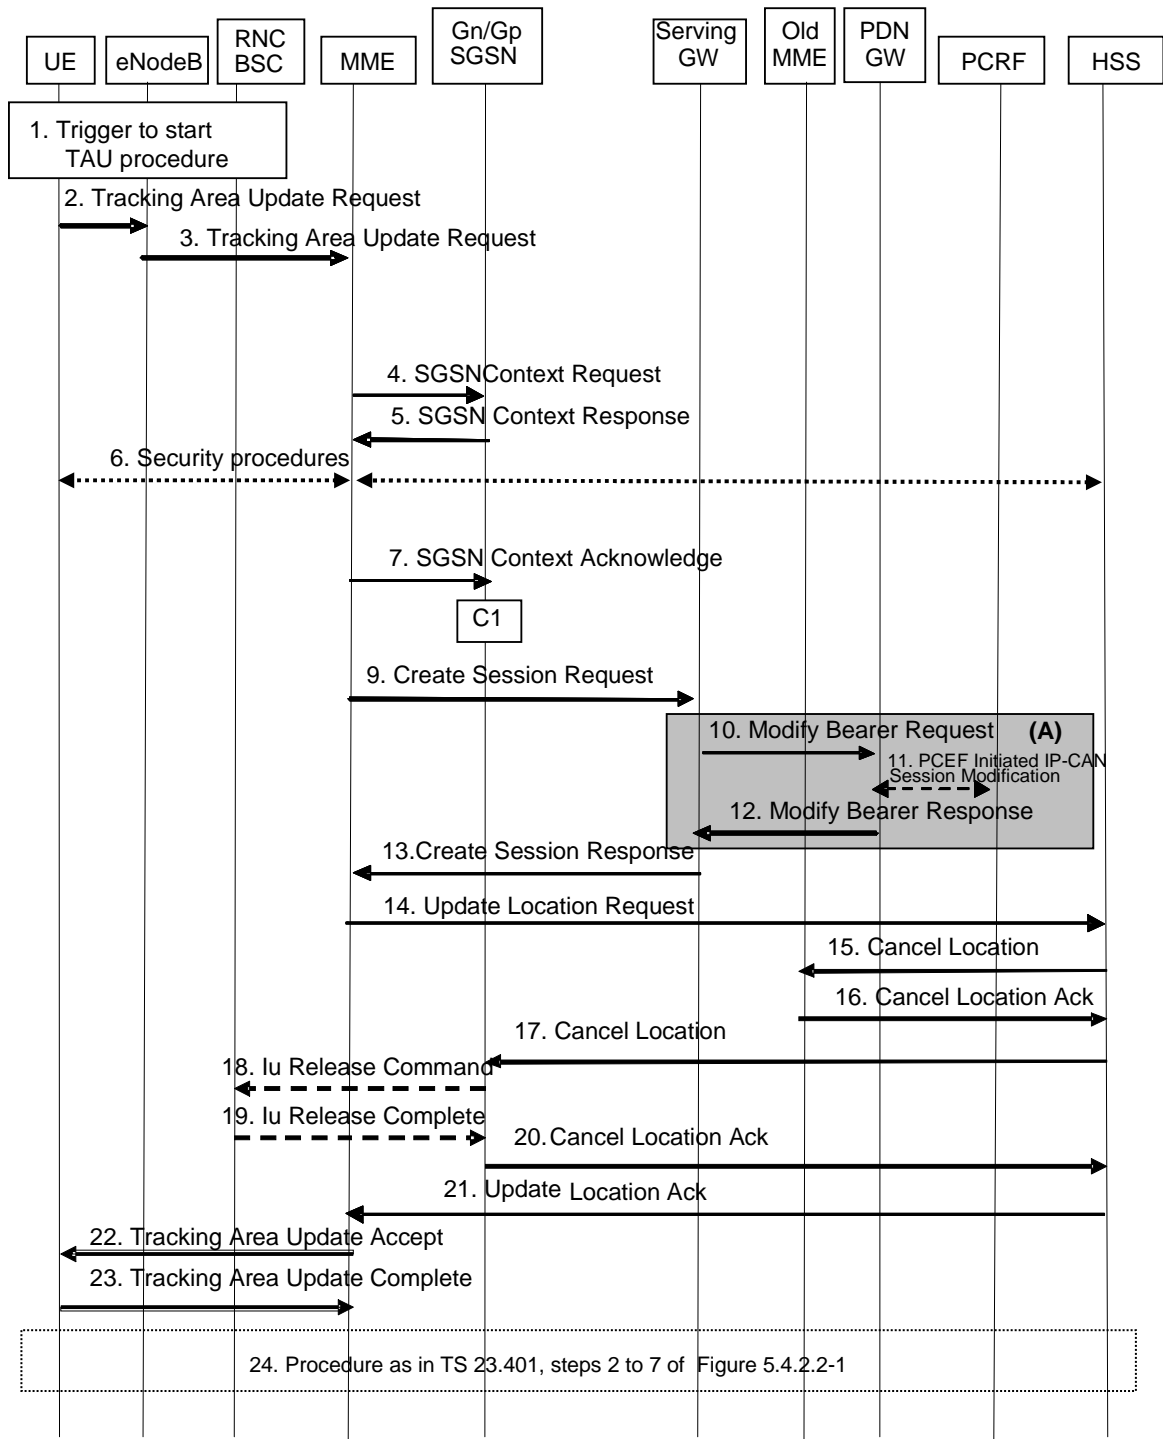 UE
eNodeB
RNC
BSC
MME
Gn/Gp
SGSN
Serving
GW
Old
MME
PDN
GW
PCRF
HSS
1. Trigger to start
TAU procedure
2. Tracking Area Update Request
3. Tracking Area Update Request
4. SGSNContext Request
5. SGSN Context Response
6. Security procedures
7. SGSN Context Acknowledge
C1
9. Create Session Request
10. Modify Bearer Request (A)
11. PCEF Initiated IP-CAN
Session Modification
12. Modify Bearer Response
13.Create Session Response
14. Update Location Request
15. Cancel Location
16. Cancel Location Ack
17. Cancel Location
18. Iu Release Command
19. Iu Release Complete
20.Cancel Location Ack
21. Update Location Ack
22. Tracking Area Update Accept
23. Tracking Area Update Complete
24. Procedure as in TS 23.401, steps 2 to 7 of Figure 5.4.2.2-1